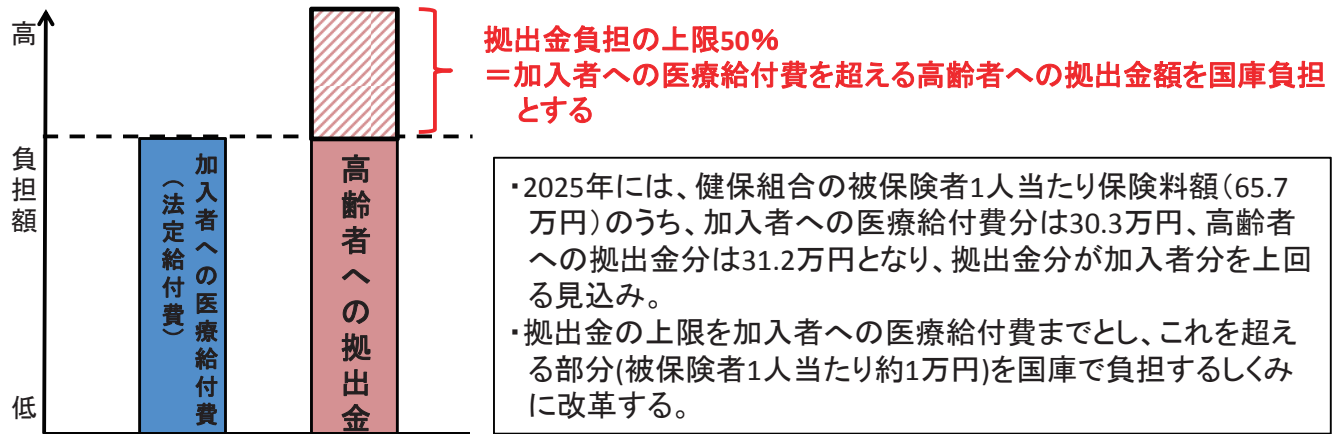 高
負担額
低
加入者への医療給付費
（法定給付費）
高齢者への拠出金
拠出金負担の上限50％
＝加入者への医療給付費を超える高齢者への拠出金額を国庫負担
とする
・2025年には、健保組合の被保険者1人当たり保険料額（65.7
万円）のうち、加入者への医療給付費分は30.3万円、高齢者
への拠出金分は31.2万円となり、拠出金分が加入者分を上回
る見込み。
・拠出金の上限を加入者への医療給付費までとし、これを超え
る部分(被保険者1人当たり約1万円)を国庫で負担するしくみ
に改革する。